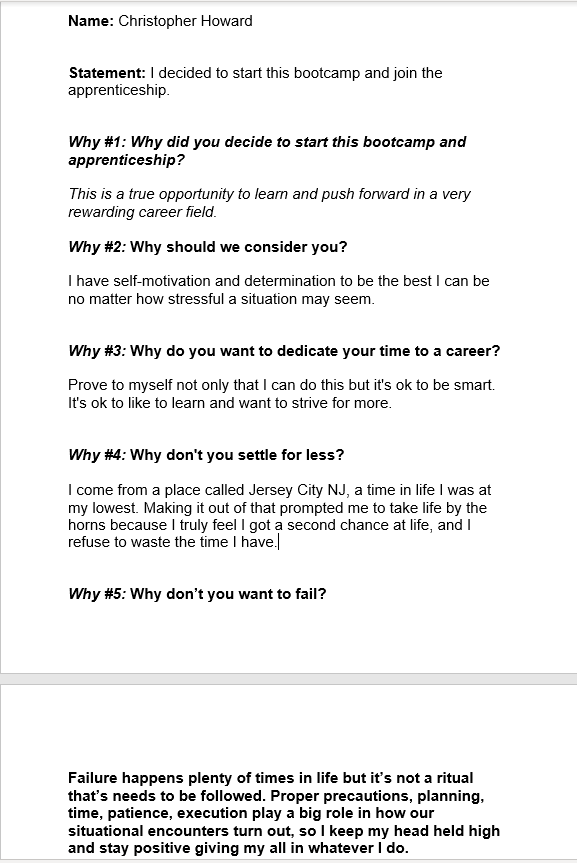 Name: Christopher Howard
Statement: I decided to start this bootcamp and join the
apprenticeship.
Why #1: Why did you decide to start this bootcamp and
apprenticeship?
This is a true opportunity to learn and push forward in a very
rewarding career field.
Why #2: Why should we consider you?
I have self-motivation and determination to be the best I can be
no matter how stressful a situation may seem.
Why #3: Why do you want to dedicate your time to a career?
Prove to myself not only that I can do this but it's ok to be smart.
It's ok to like to learn and want to strive for more.
Why #4: Why don't you settle for less?
I come from a place called Jersey City NJ, a time in life I was at
my lowest. Making it out of that prompted me to take life by the
horns because I truly feel I got a second chance at life, and I
refuse to waste the time I have.
Why #5: Why don’t you want to fail?
Failure happens plenty of times in life but it’s not a ritual
that’s needs to be followed. Proper precautions, planning,
time, patience, execution play a big role in how our
situational encounters turn out, so I keep my head held high
and stay positive giving my all in whatever I do.